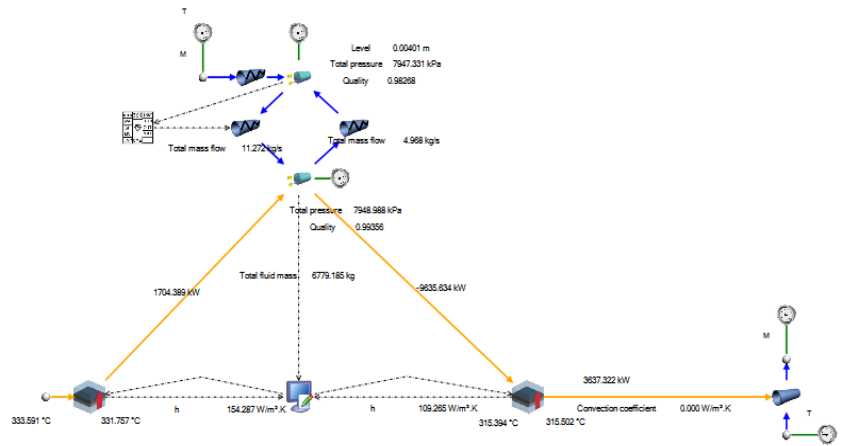 T
M
Level 0.00401 m
Total pressure 7947.331 kPa
Quality 0.98268
Total mass flow 11.272 kg/s
Total mass flow 4.968 kg/s
Total pressure 7948.988 kPa
Quality 0.99356
Total fluid mass 6779.185 kg
1704.389 kW
-9635.634 kW
M
3637.322 kW
333.591 °C
331.757 °C
h 154.287 W/m².K
h 109.265 W/m².K
315.394 °C
315.502 °C
Convection coefficient 0.000 W/m².K
T